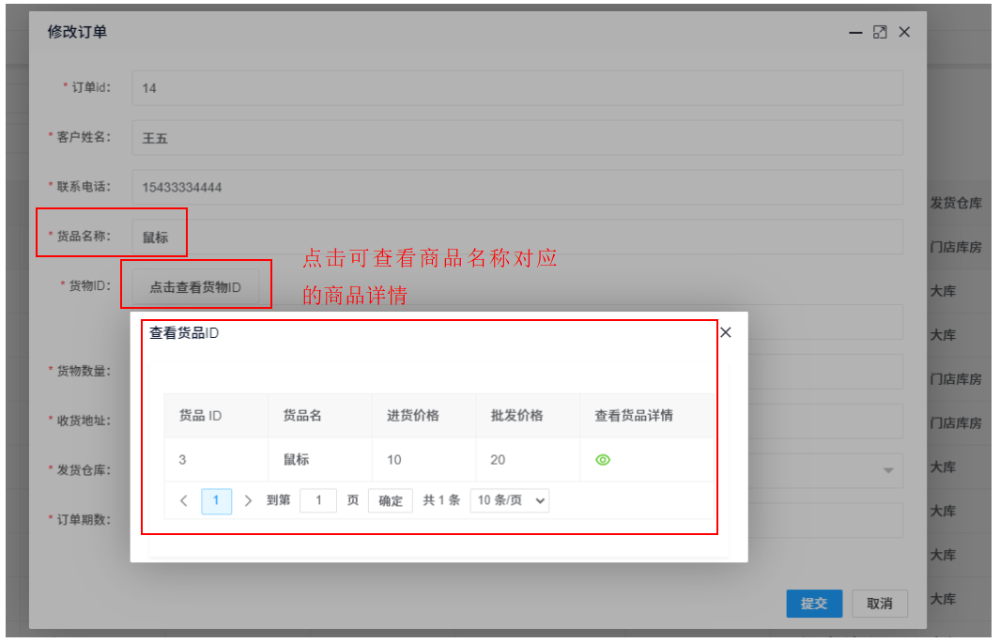 修改订单
* 订单id:
14
* 客户姓名:
王五
* 联系电话:
15433334444
* 货品名称:
鼠标
* 货物ID:
点击查看货物ID
点击可查看商品名称对应
的商品详情
* 货物数量:
* 收货地址:
* 发货仓库:
* 订单期数:
查看货品ID
货品 ID 货品名 进货价格 批发价格 查看货品详情
3 鼠标 10 20
1 到第 1 页 确定 共 1 条 10 条/页
提交 取消
发货仓库
门店库房
大库
大库
门店库房
门店库房
大库
大库
大库
大库